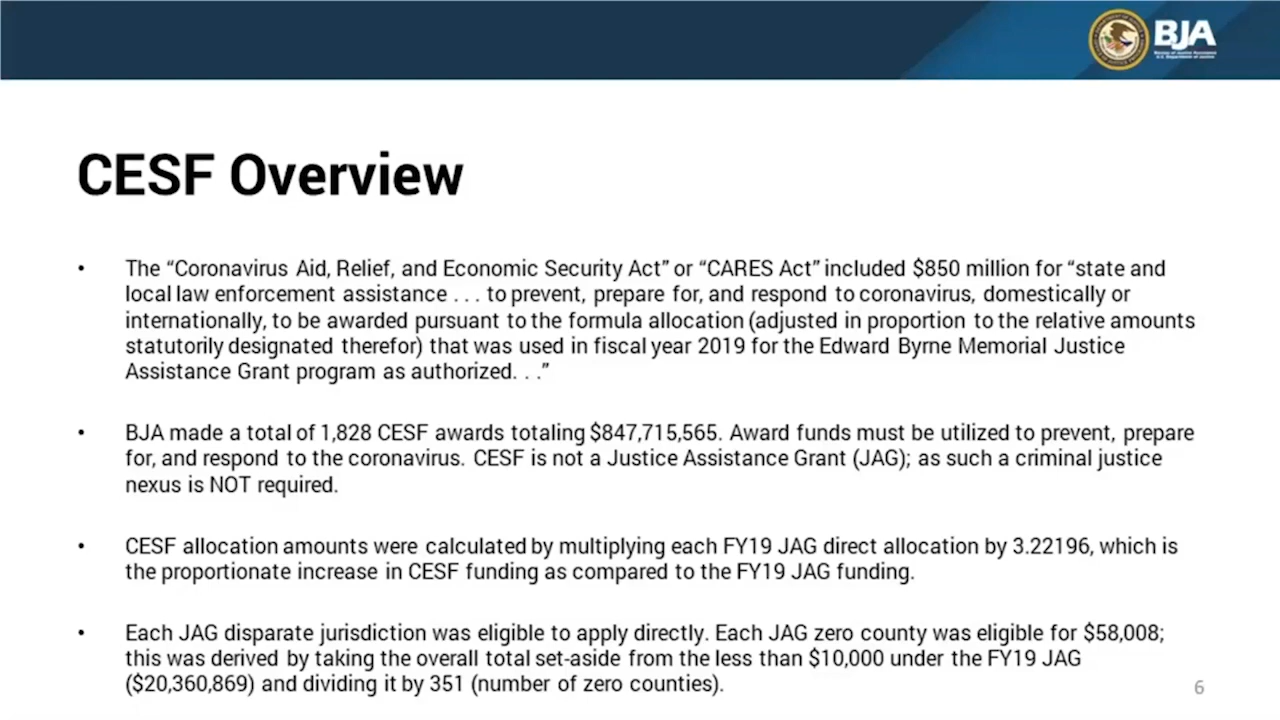 BJA
Bureau of Justice Assistance
U.S. Department of Justice
CESF Overview
• The “Coronavirus Aid, Relief, and Economic Security Act” or “CARES Act” included $850 million for “state and
local law enforcement assistance . . . to prevent, prepare for, and respond to coronavirus, domestically or
internationally, to be awarded pursuant to the formula allocation (adjusted in proportion to the relative amounts
statutorily designated therefor) that was used in fiscal year 2019 for the Edward Byrne Memorial Justice
Assistance Grant program as authorized. . .”
• BJA made a total of 1,828 CESF awards totaling $847,715,565. Award funds must be utilized to prevent, prepare
for, and respond to the coronavirus. CESF is not a Justice Assistance Grant (JAG); as such a criminal justice
nexus is NOT required.
• CESF allocation amounts were calculated by multiplying each FY19 JAG direct allocation by 3.22196, which is
the proportionate increase in CESF funding as compared to the FY19 JAG funding.
• Each JAG disparate jurisdiction was eligible to apply directly. Each JAG zero county was eligible for $58,008;
this was derived by taking the overall total set-aside from the less than $10,000 under the FY19 JAG
($20,360,869) and dividing it by 351 (number of zero counties).
6